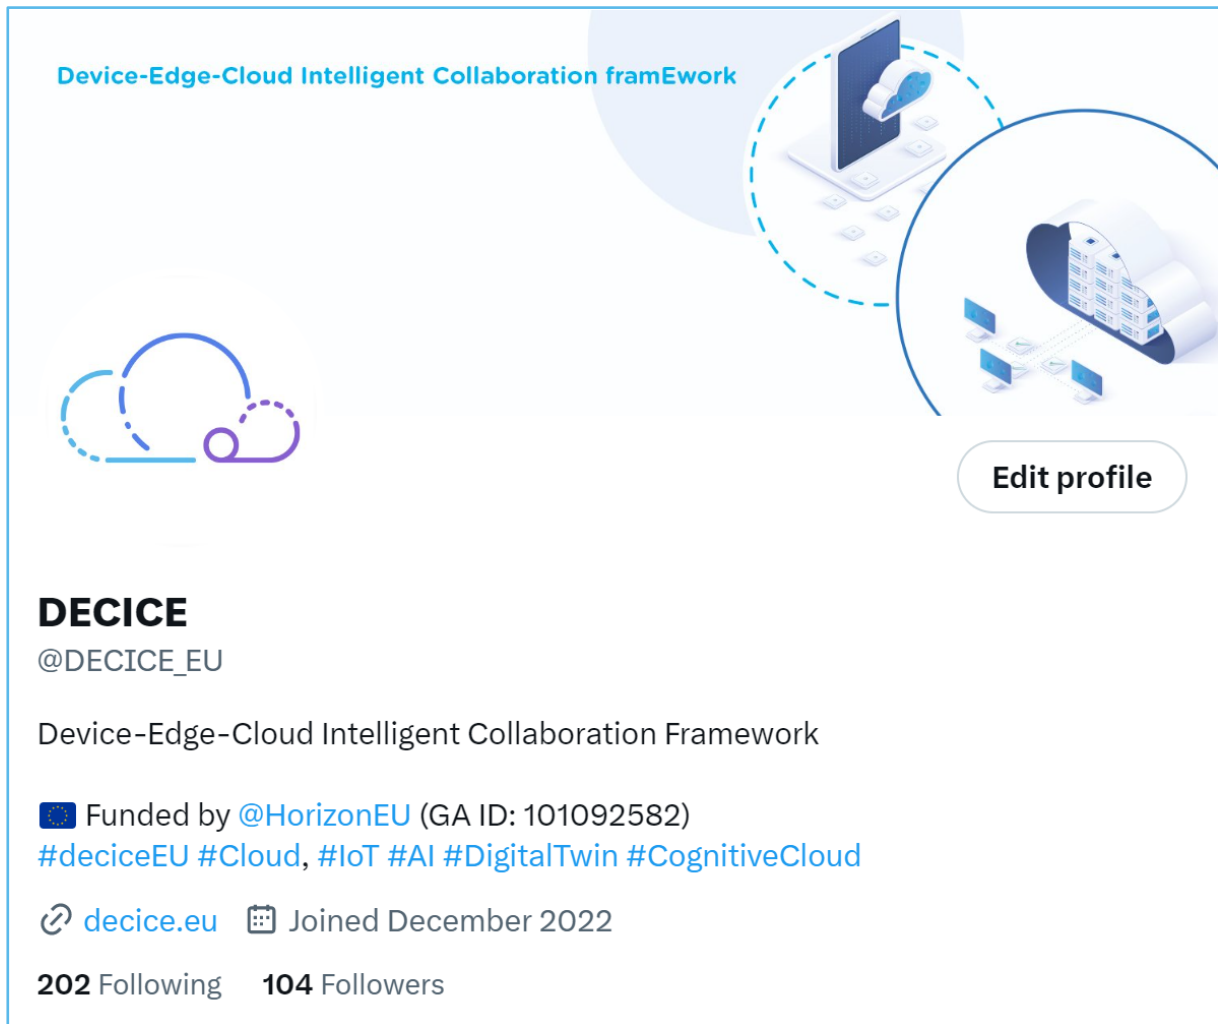 Device-Edge-Cloud Intelligent Collaboration framEwork
Edit profile
DECICE
@DECICE_EU
Device-Edge-Cloud Intelligent Collaboration Framework
Funded by @HorizonEU (GA ID: 101092582)
#deciceEU #Cloud, #IoT #AI #DigitalTwin #CognitiveCloud
decice.eu Joined December 2022
202 Following 104 Followers